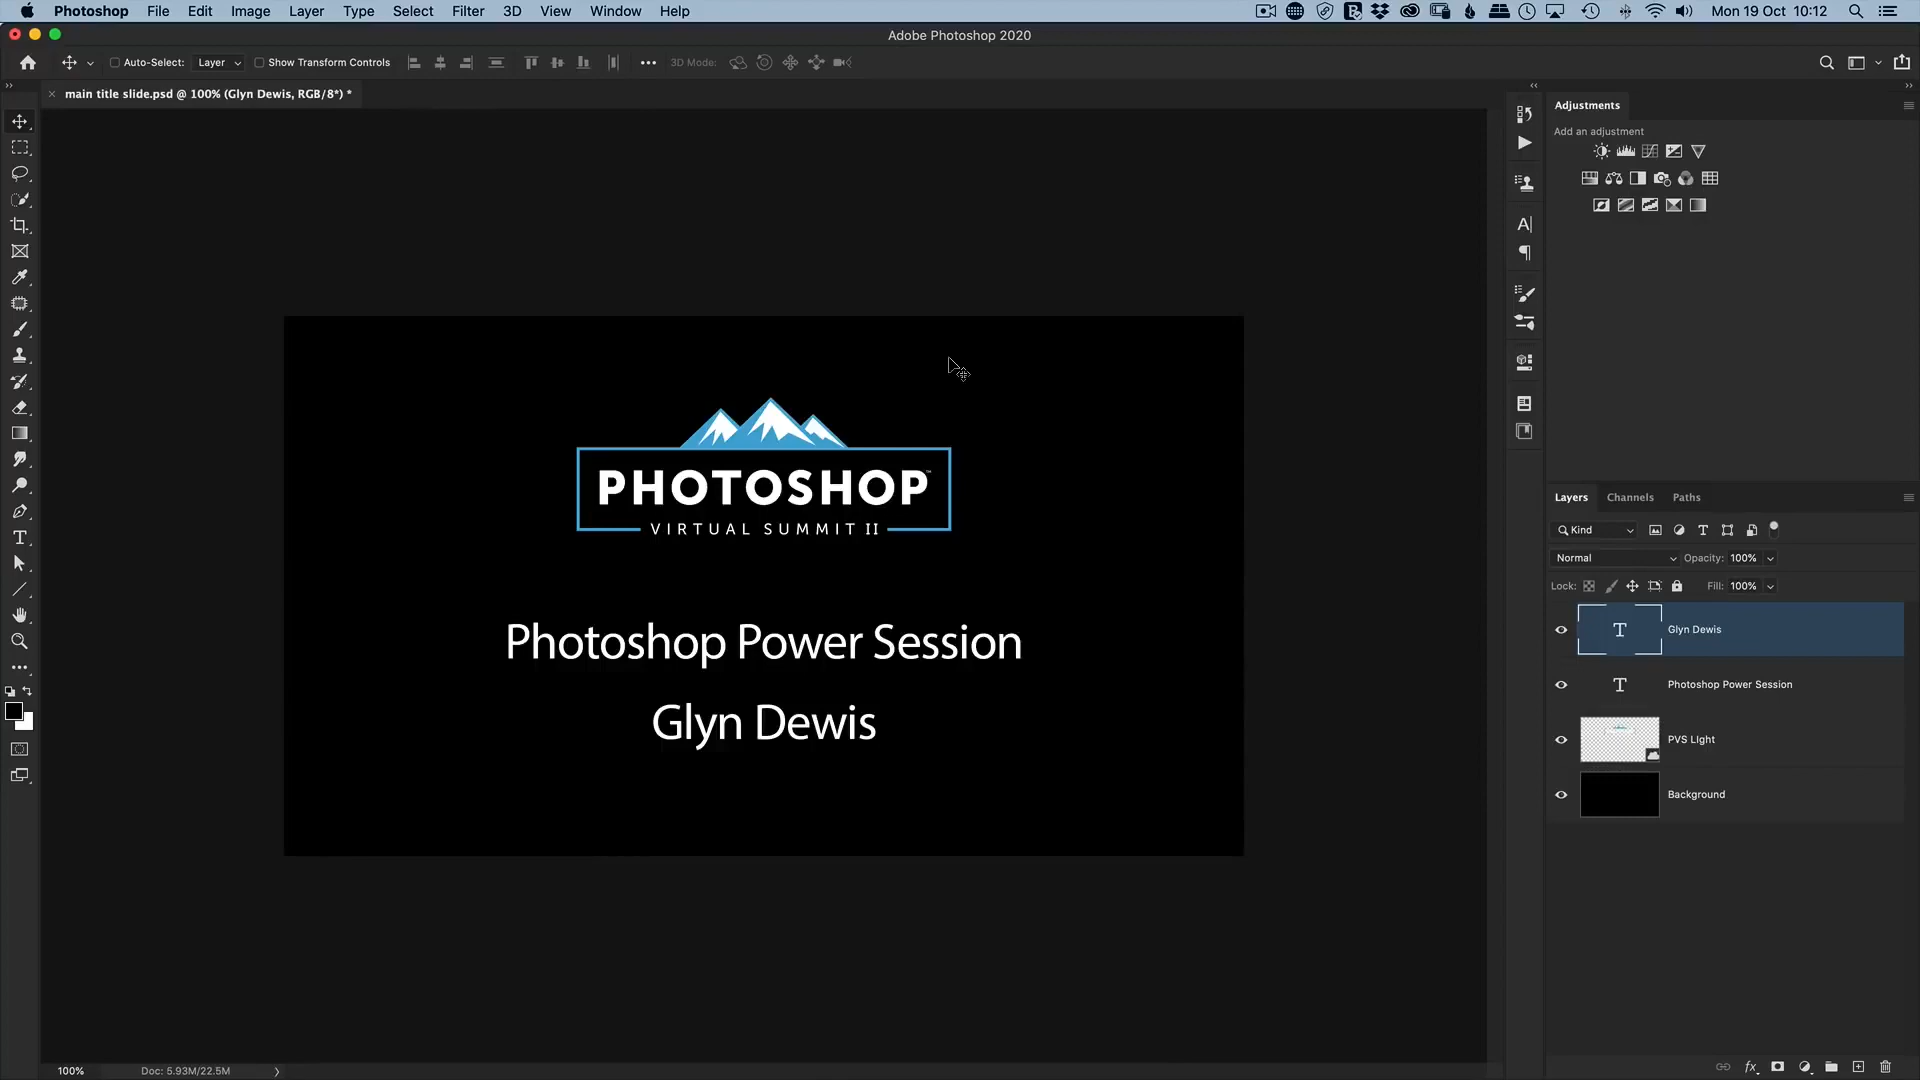 Photoshop File Edit Image Layer Type Select Filter 3D View Window Help Mon 19 Oct 10:12
Adobe Photoshop 2020
Auto-Select: Layer Show Transform Controls 3D Mode:
main title slide.psd @ 100% (Glyn Dewis, RGB/8*) *
PHOTOSHOP™
VIRTUAL SUMMIT II
Photoshop Power Session
Glyn Dewis
100% Doc: 5.93M/22.5M
Adjustments
Add an adjustment
Layers Channels Paths
Kind
Normal Opacity: 100%
Lock: Fill: 100%
T Glyn Dewis
T Photoshop Power Session
PVS LIght
Background
fx